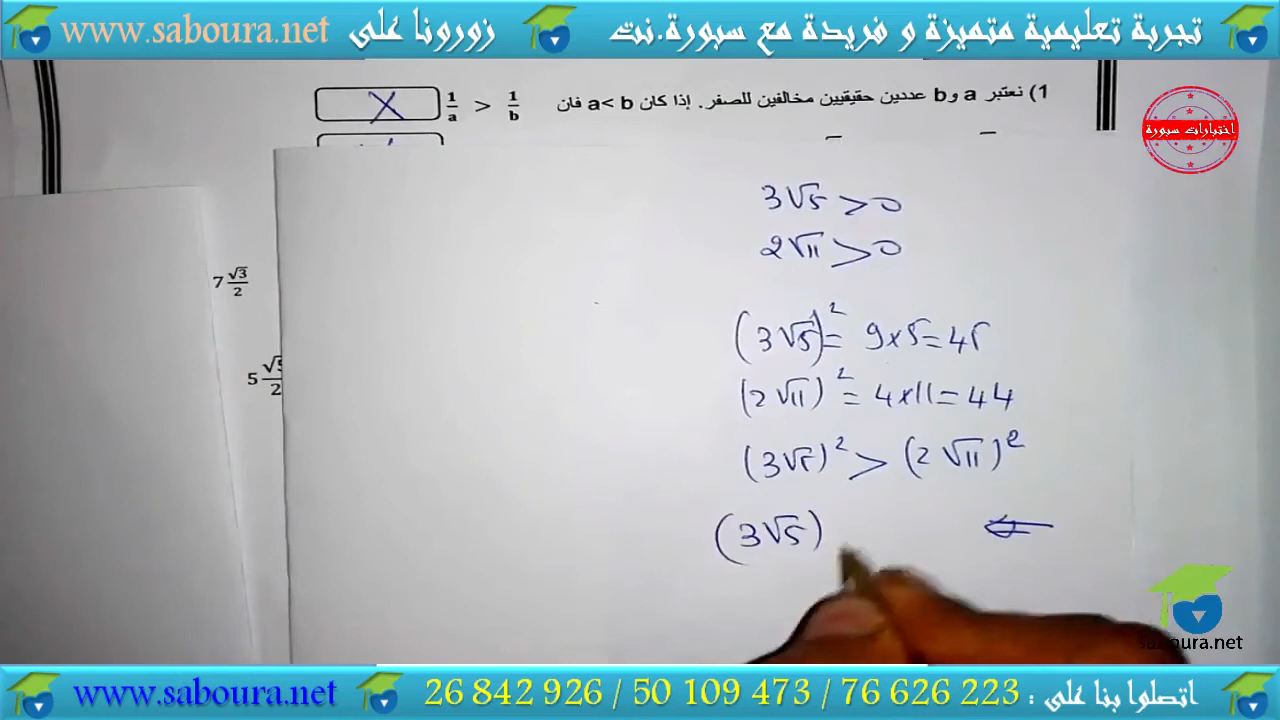 تجربة تعليمية متميزة و فريدة مع سبورة.نت زورونا على www.saboura.net
1) نعتبر a و b عددين حقيقيين مخالفين للصفر. إذا كان a< b فان 1/a > 1/b X
اختبارات سبورة
3√5 > 0
2√11 > 0
7 √3/2
(3√5)² = 9×5=45
(2√11)² = 4×11=44
5 √5/2
(3√5)² > (2√11)²
(3√5) ⇐
saboura.net
اتصلوا بنا على : 26 842 926 / 50 109 473 / 76 626 223 www.saboura.net